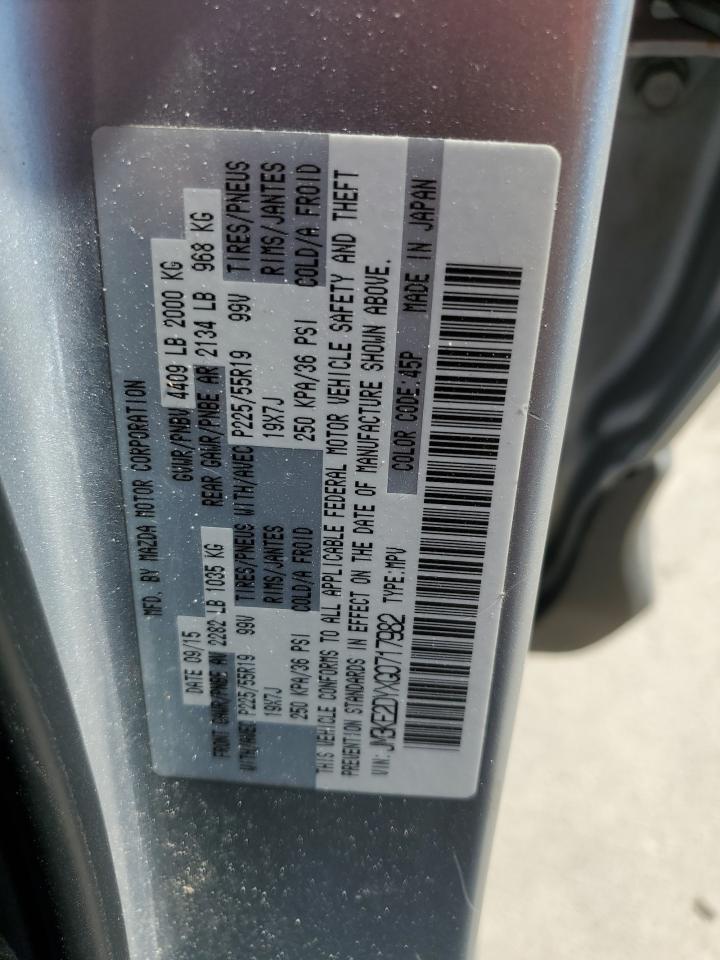 MFD. BY MAZDA MOTOR CORPORATION
DATE 09/15 GVWR/PNBV 4409 LB 2000 KG
FRONT GAWR/PNBE AV 2282 LB 1035 KG REAR GAWR/PNBE AR 2134 LB 968 KG
WITH/AVEC P225/55R19 99V TIRES/PNEUS WITH/AVEC P225/55R19 99V TIRES/PNEUS
19X7J RIMS/JANTES 19X7J RIMS/JANTES
250 KPA/36 PSI COLD/A FROID 250 KPA/36 PSI COLD/A FROID
THIS VEHICLE CONFORMS TO ALL APPLICABLE FEDERAL MOTOR VEHICLE SAFETY AND THEFT
PREVENTION STANDARDS IN EFFECT ON THE DATE OF MANUFACTURE SHOWN ABOVE.
VIN: JM3KE2DYXG0717982 TYPE:MPV COLOR CODE:45P MADE IN JAPAN